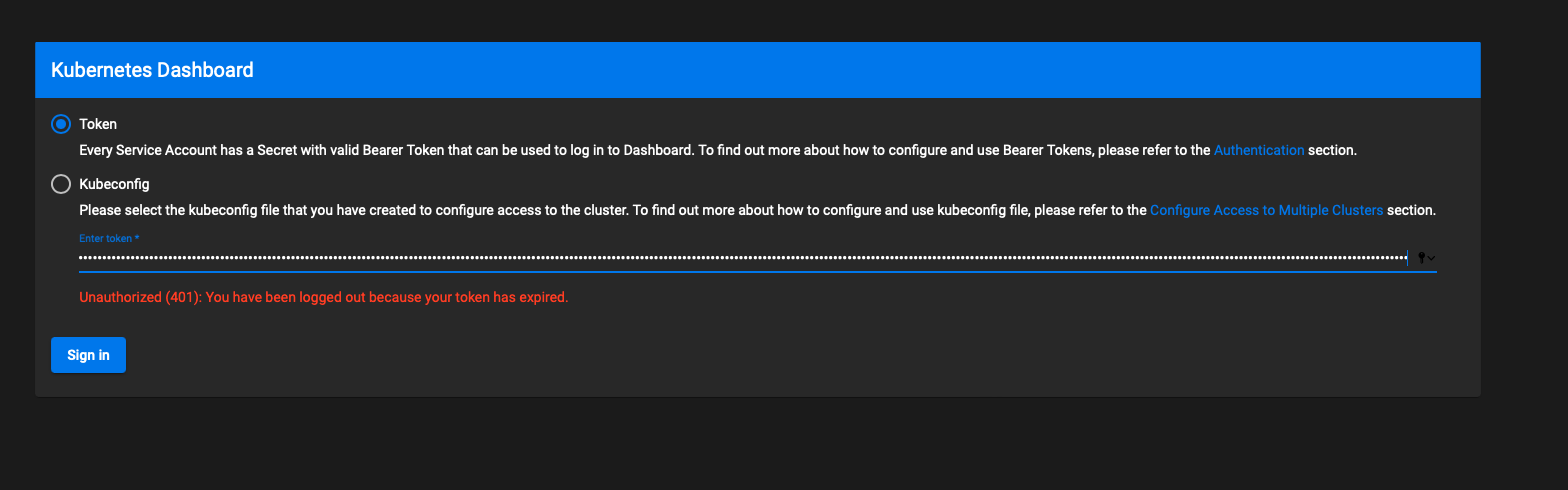 Kubernetes Dashboard
Token
Every Service Account has a Secret with valid Bearer Token that can be used to log in to Dashboard. To find out more about how to configure and use Bearer Tokens, please refer to the Authentication section.
Kubeconfig
Please select the kubeconfig file that you have created to configure access to the cluster. To find out more about how to configure and use kubeconfig file, please refer to the Configure Access to Multiple Clusters section.
Enter token *
Unauthorized (401): You have been logged out because your token has expired.
Sign in